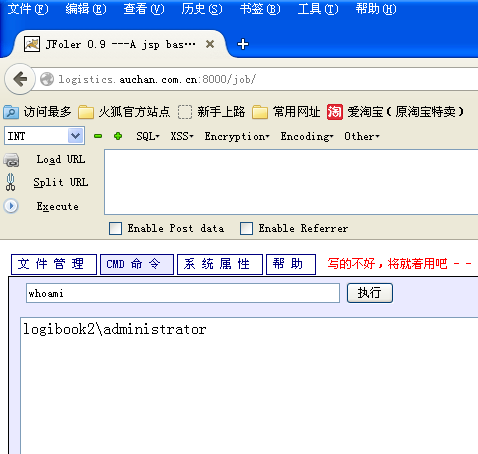 文件(F) 编辑(E) 查看(V) 历史(S) 书签(B) 工具(T) 帮助(H)
JFoler 0.9 ---A jsp bas...
logistics.auchan.com.cn:8000/job/
访问最多 火狐官方站点 新手上路 常用网址 爱淘宝（原淘宝特卖）
INT SQL XSS Encryption Encoding Other
Load URL
Split URL
Execute
Enable Post data Enable Referrer
文件管理 CMD命令 系统属性 帮助 写的不好，将就着用吧 - -
whoami 执行
logibook2\administrator